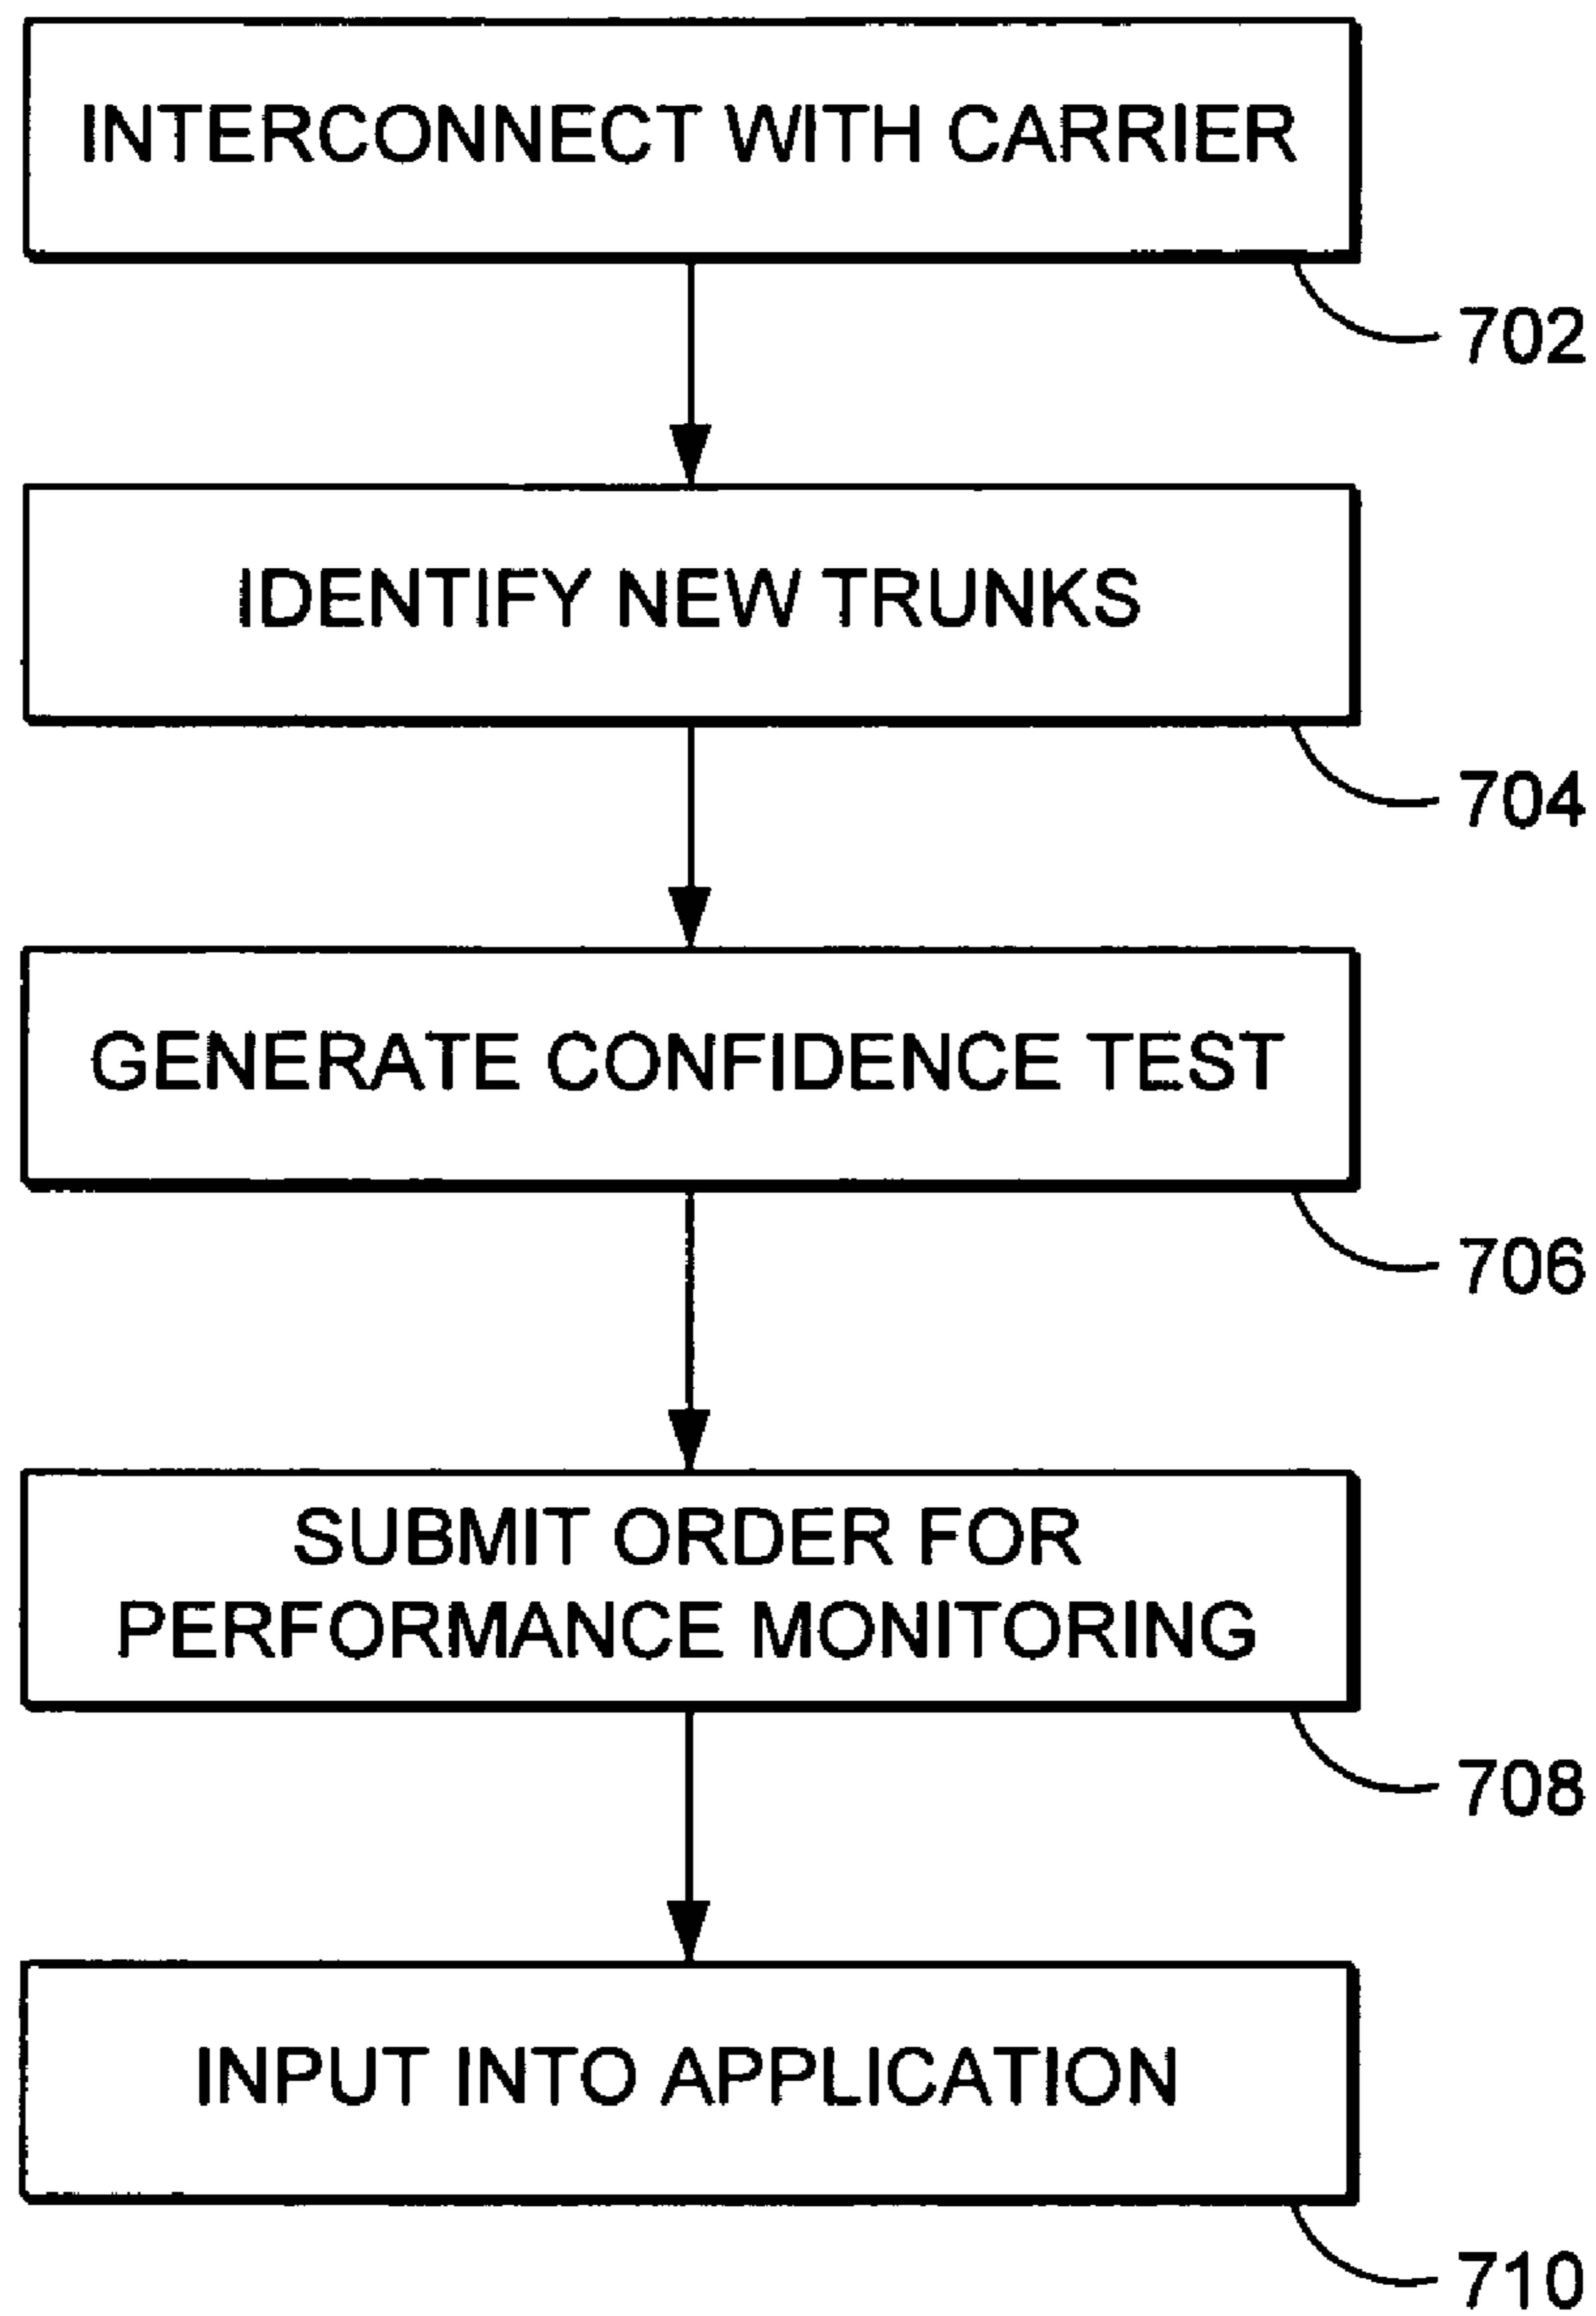 INTERCONNECT WITH CARRIER
702
IDENTIFY NEW TRUNKS
704
GENERATE CONFIDENCE TEST
706
SUBMIT ORDER FOR
PERFORMANCE MONITORING
708
INPUT INTO APPLICATION
710